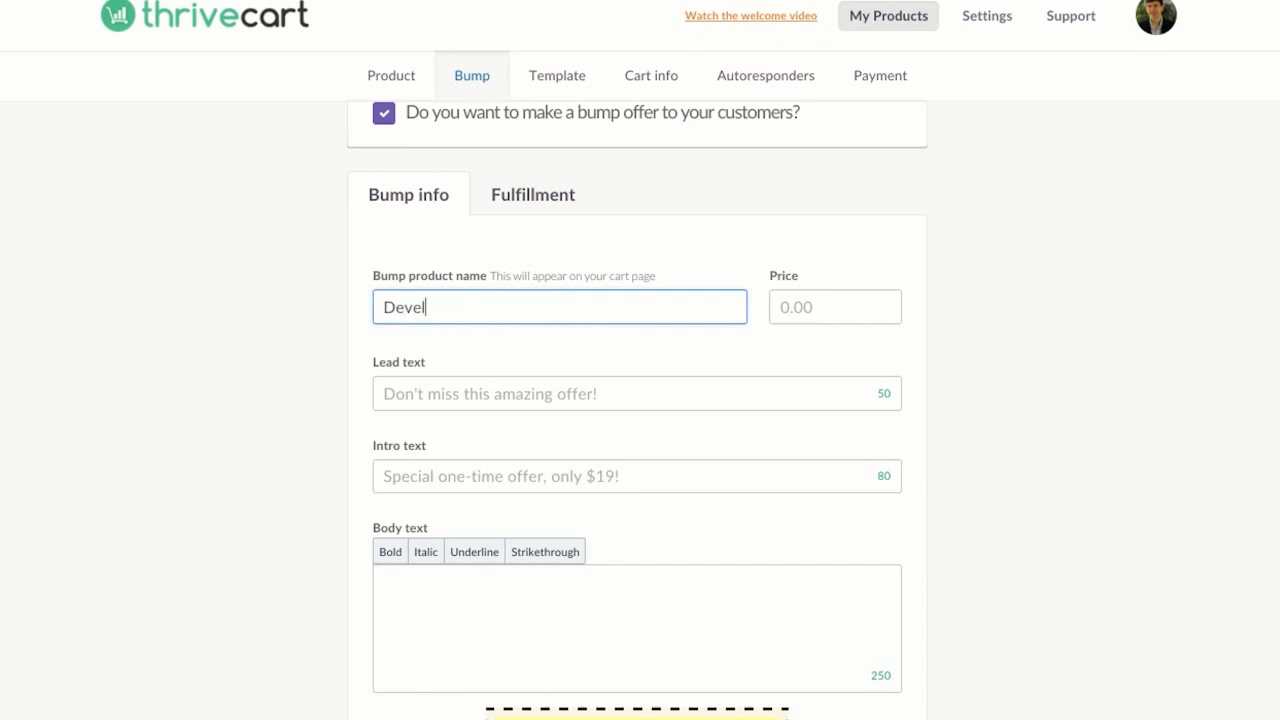 thrivecart
Watch the welcome video My Products Settings Support
Product Bump Template Cart info Autoresponders Payment
Do you want to make a bump offer to your customers?
Bump info Fulfillment
Bump product name This will appear on your cart page Price
Devel 0.00
Lead text
Don't miss this amazing offer! 50
Intro text
Special one-time offer, only $19! 80
Body text
Bold Italic Underline Strikethrough
250